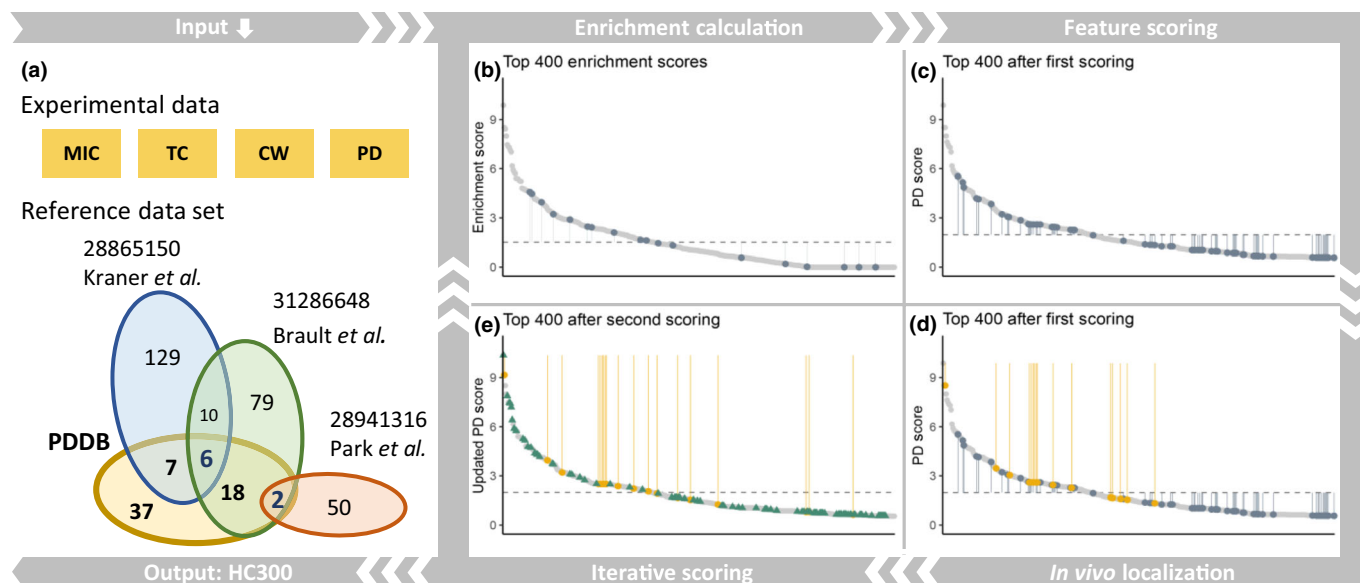 Input
Enrichment calculation
Feature scoring
(a)
Experimental data
MIC
TC
CW
PD
Reference data set
28865150
Kraner et al.
31286648
Brault et al.
28941316
Park et al.
PDDB
129
10
79
7
6
18
2
37
50
(b)
Top 400 enrichment scores
Enrichment score
9
6
3
0
(c)
Top 400 after first scoring
PD score
9
6
3
0
(e)
Top 400 after second scoring
Updated PD score
9
6
3
0
(d)
Top 400 after first scoring
PD score
9
6
3
0
Output: HC300
Iterative scoring
In vivo localization